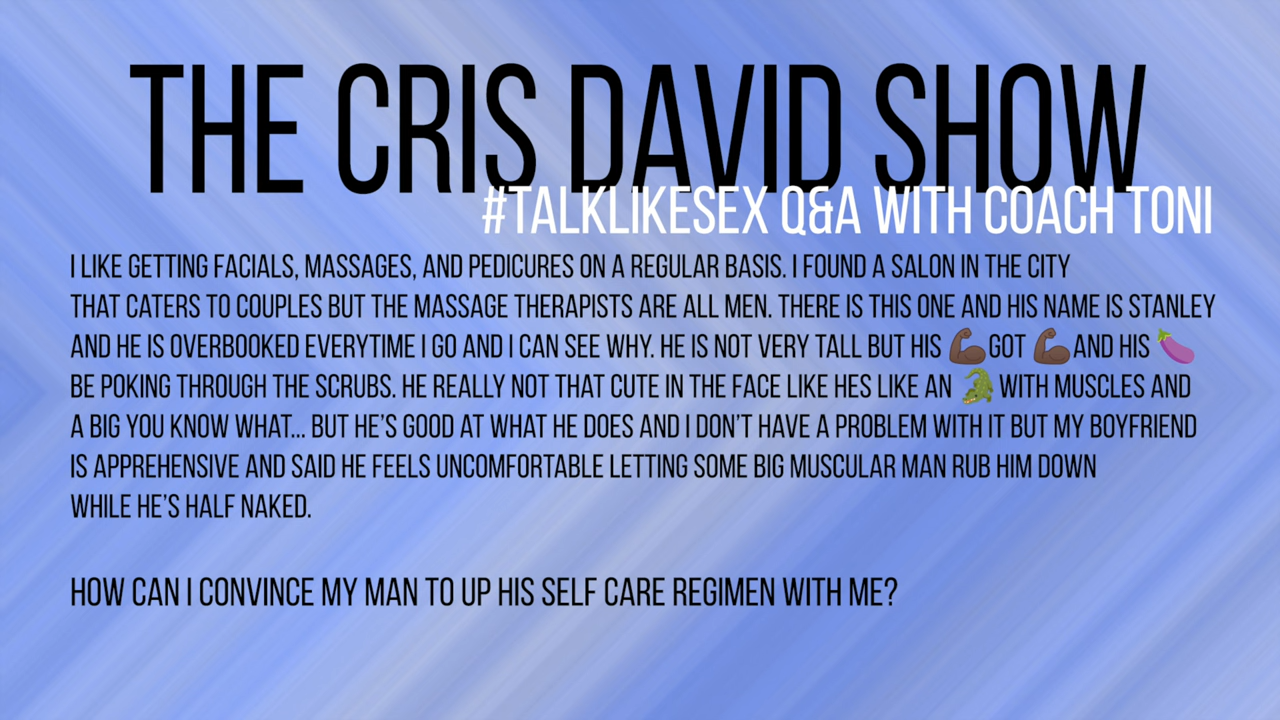 THE CRIS DAVID SHOW
#TALKLIKESEX Q&A WITH COACH TONI
I LIKE GETTING FACIALS, MASSAGES, AND PEDICURES ON A REGULAR BASIS. I FOUND A SALON IN THE CITY
THAT CATERS TO COUPLES BUT THE MASSAGE THERAPISTS ARE ALL MEN. THERE IS THIS ONE AND HIS NAME IS STANLEY
AND HE IS OVERBOOKED EVERYTIME I GO AND I CAN SEE WHY. HE IS NOT VERY TALL BUT HIS 💪🏾 GOT 💪🏾 AND HIS 🍆
BE POKING THROUGH THE SCRUBS. HE REALLY NOT THAT CUTE IN THE FACE LIKE HES LIKE AN 🐊 WITH MUSCLES AND
A BIG YOU KNOW WHAT... BUT HE'S GOOD AT WHAT HE DOES AND I DON'T HAVE A PROBLEM WITH IT BUT MY BOYFRIEND
IS APPREHENSIVE AND SAID HE FEELS UNCOMFORTABLE LETTING SOME BIG MUSCULAR MAN RUB HIM DOWN
WHILE HE'S HALF NAKED.
HOW CAN I CONVINCE MY MAN TO UP HIS SELF CARE REGIMEN WITH ME?